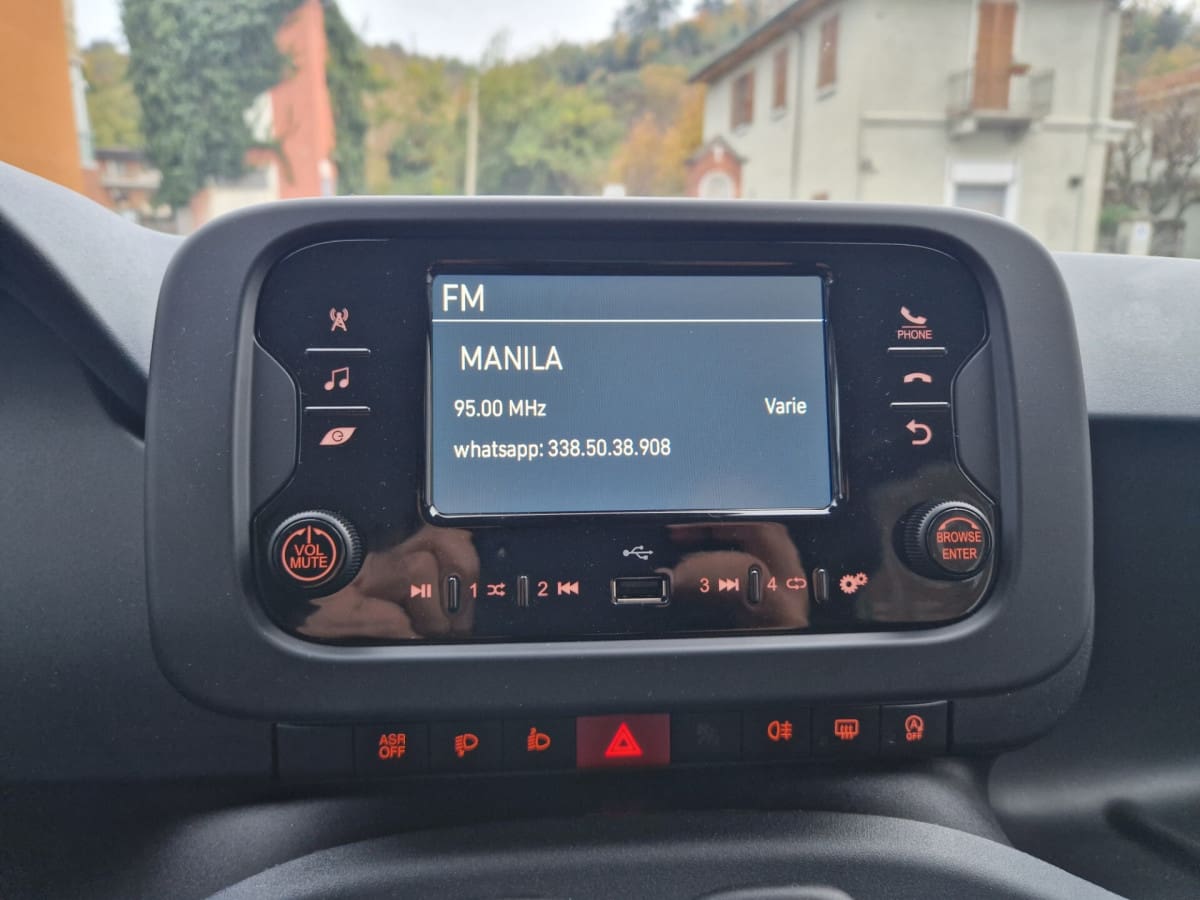 FM
MANILA
95.00 MHz Varie
whatsapp: 338.50.38.908
PHONE
VOL
MUTE
BROWSE
ENTER
1 2 3 4
ASR
OFF
A
OFF